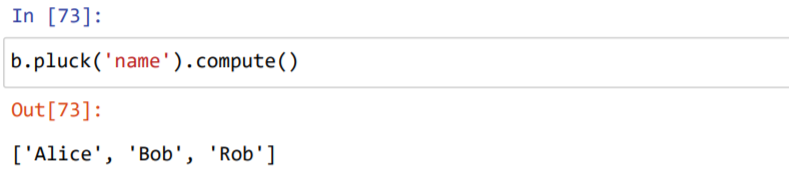 In [73]:
b.pluck('name').compute()
Out[73]:
['Alice', 'Bob', 'Rob']